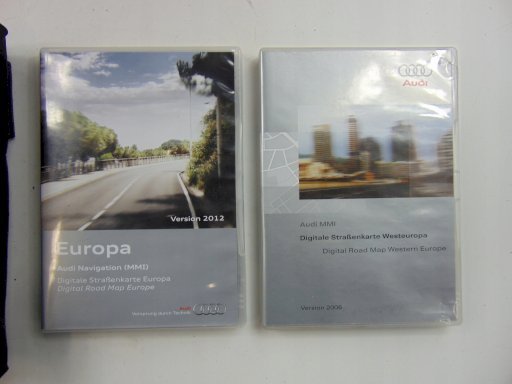 Version 2012
Europa
Audi Navigation (MMI)
Digitale Straßenkarte Europa
Digital Road Map Europe
Audi
Vorsprung durch Technik
Audi
Audi MMI
Digitale Straßenkarte Westeuropa
Digital Road Map Western Europe
Version 2006